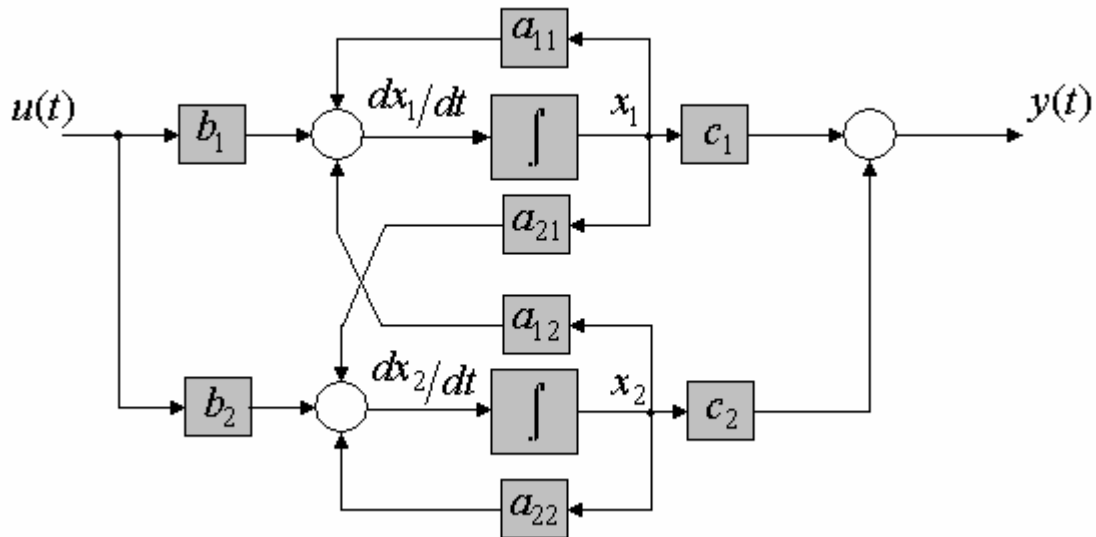 a₁₁
u(t) b₁ dx₁/dt ∫ x₁ c₁ y(t)
a₂₁
a₁₂
b₂ dx₂/dt ∫ x₂ c₂
a₂₂